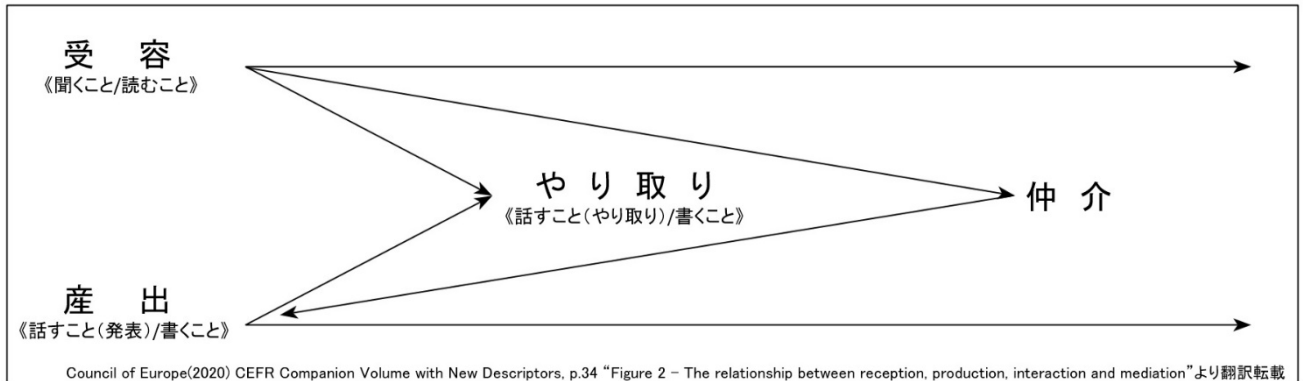 受 容
《聞くこと/読むこと》
やり取り
《話すこと(やり取り)/書くこと》
仲 介
産 出
《話すこと(発表)/書くこと》
Council of Europe(2020) CEFR Companion Volume with New Descriptors, p.34 “Figure 2 - The relationship between reception, production, interaction and mediation”より翻訳転載